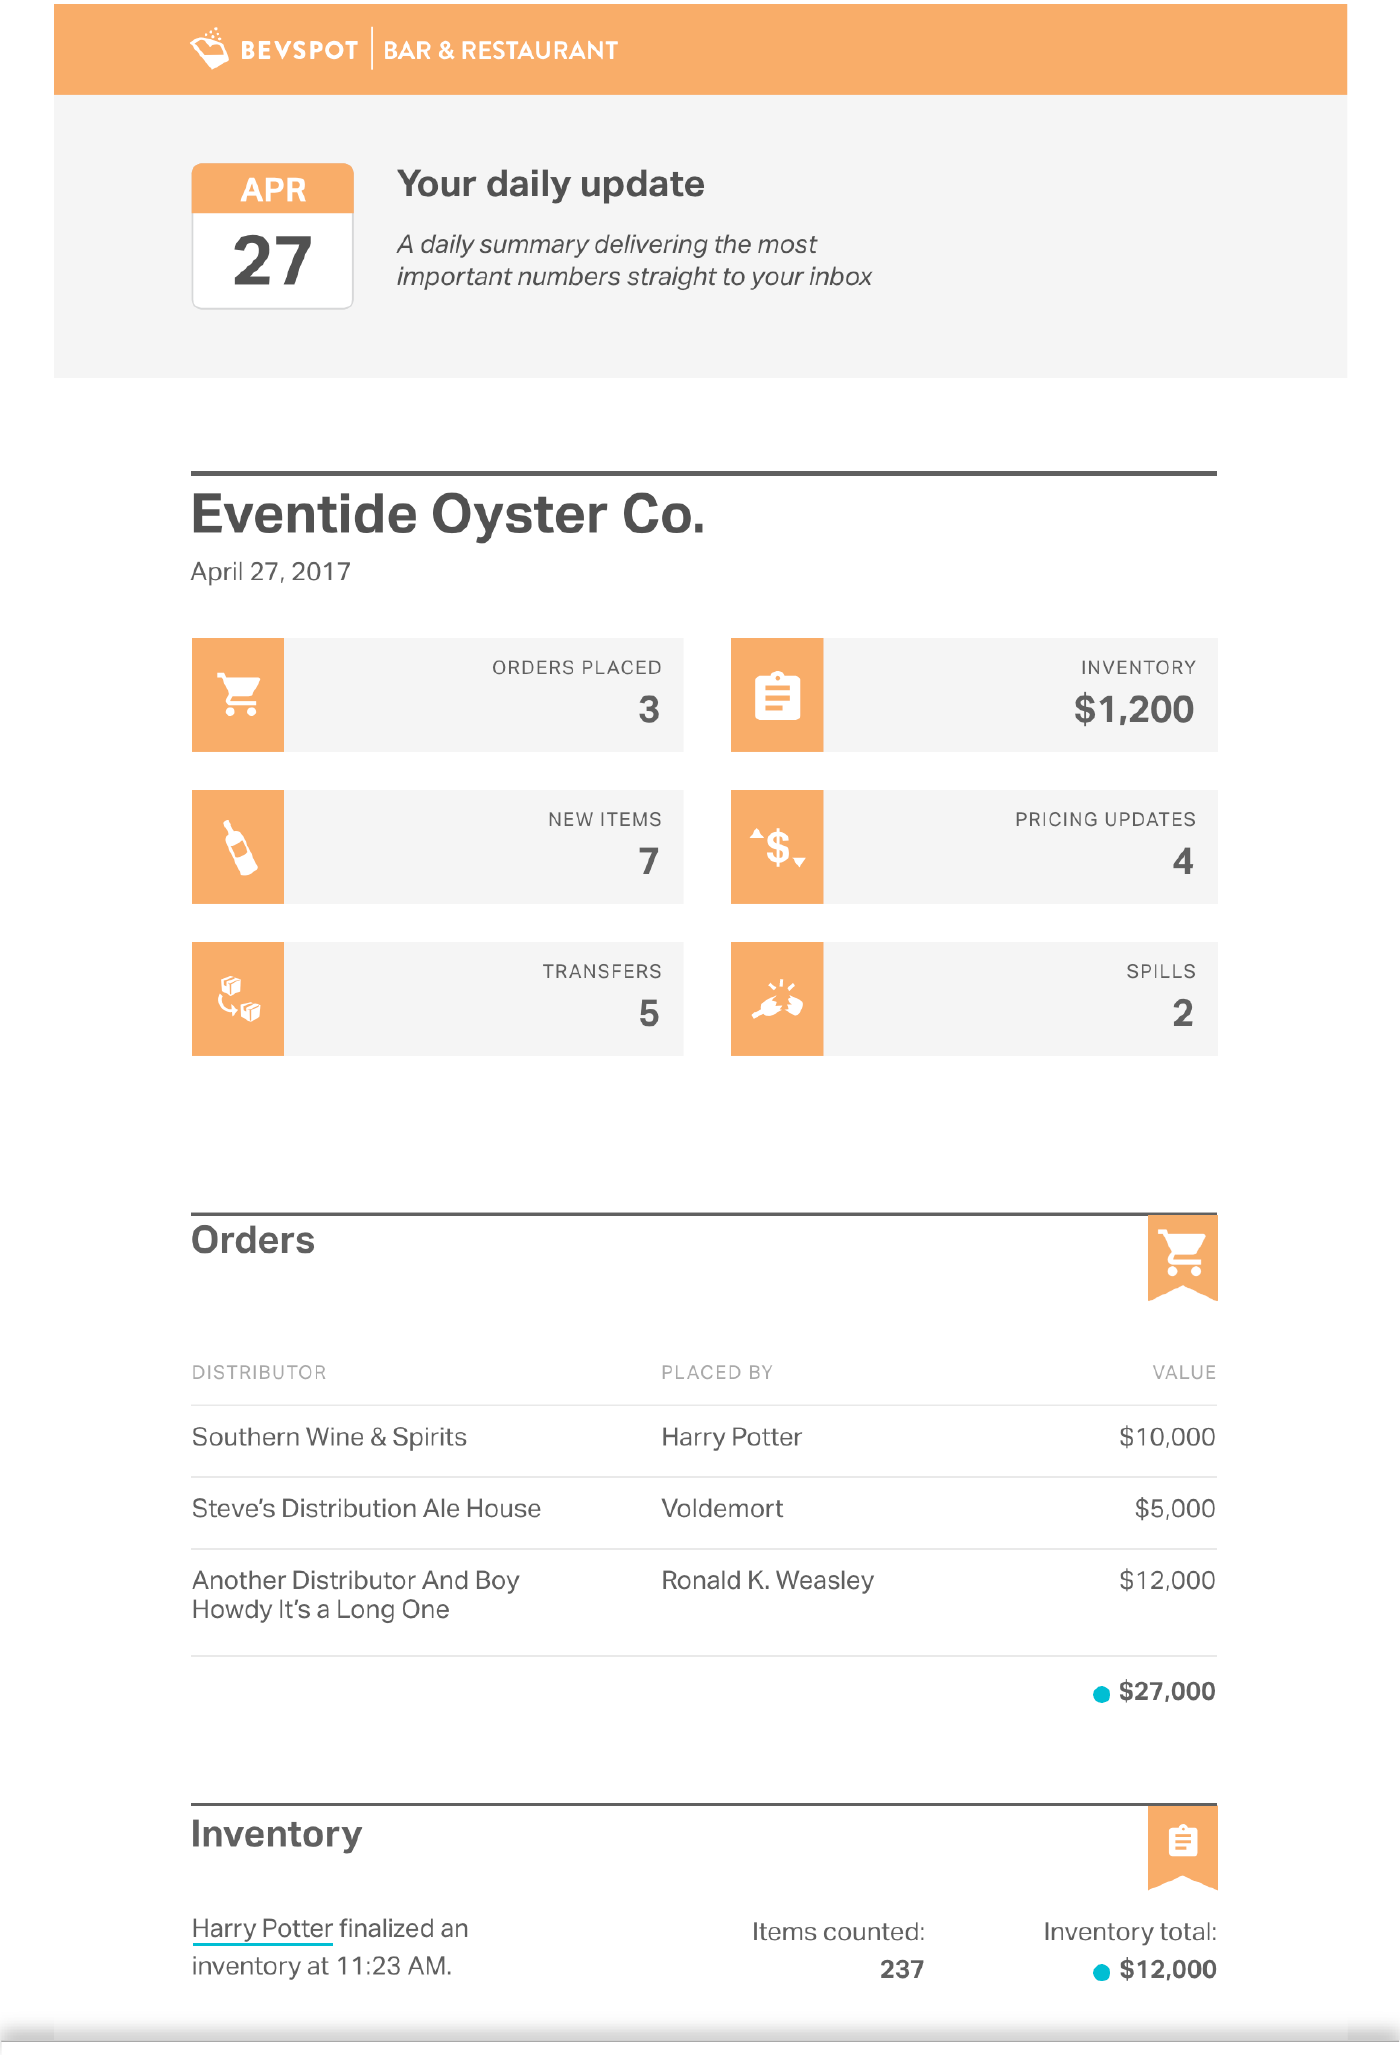 BEVSPOT BAR & RESTAURANT
APR
27
Your daily update
A daily summary delivering the most
important numbers straight to your inbox
Eventide Oyster Co.
April 27, 2017
ORDERS PLACED
3
INVENTORY
$1,200
NEW ITEMS
7
PRICING UPDATES
4
TRANSFERS
5
SPILLS
2
Orders
DISTRIBUTOR PLACED BY VALUE
Southern Wine & Spirits Harry Potter $10,000
Steve's Distribution Ale House Voldemort $5,000
Another Distributor And Boy Ronald K. Weasley $12,000
Howdy It's a Long One
$27,000
Inventory
Harry Potter finalized an
inventory at 11:23 AM.
Items counted:
237
Inventory total:
$12,000